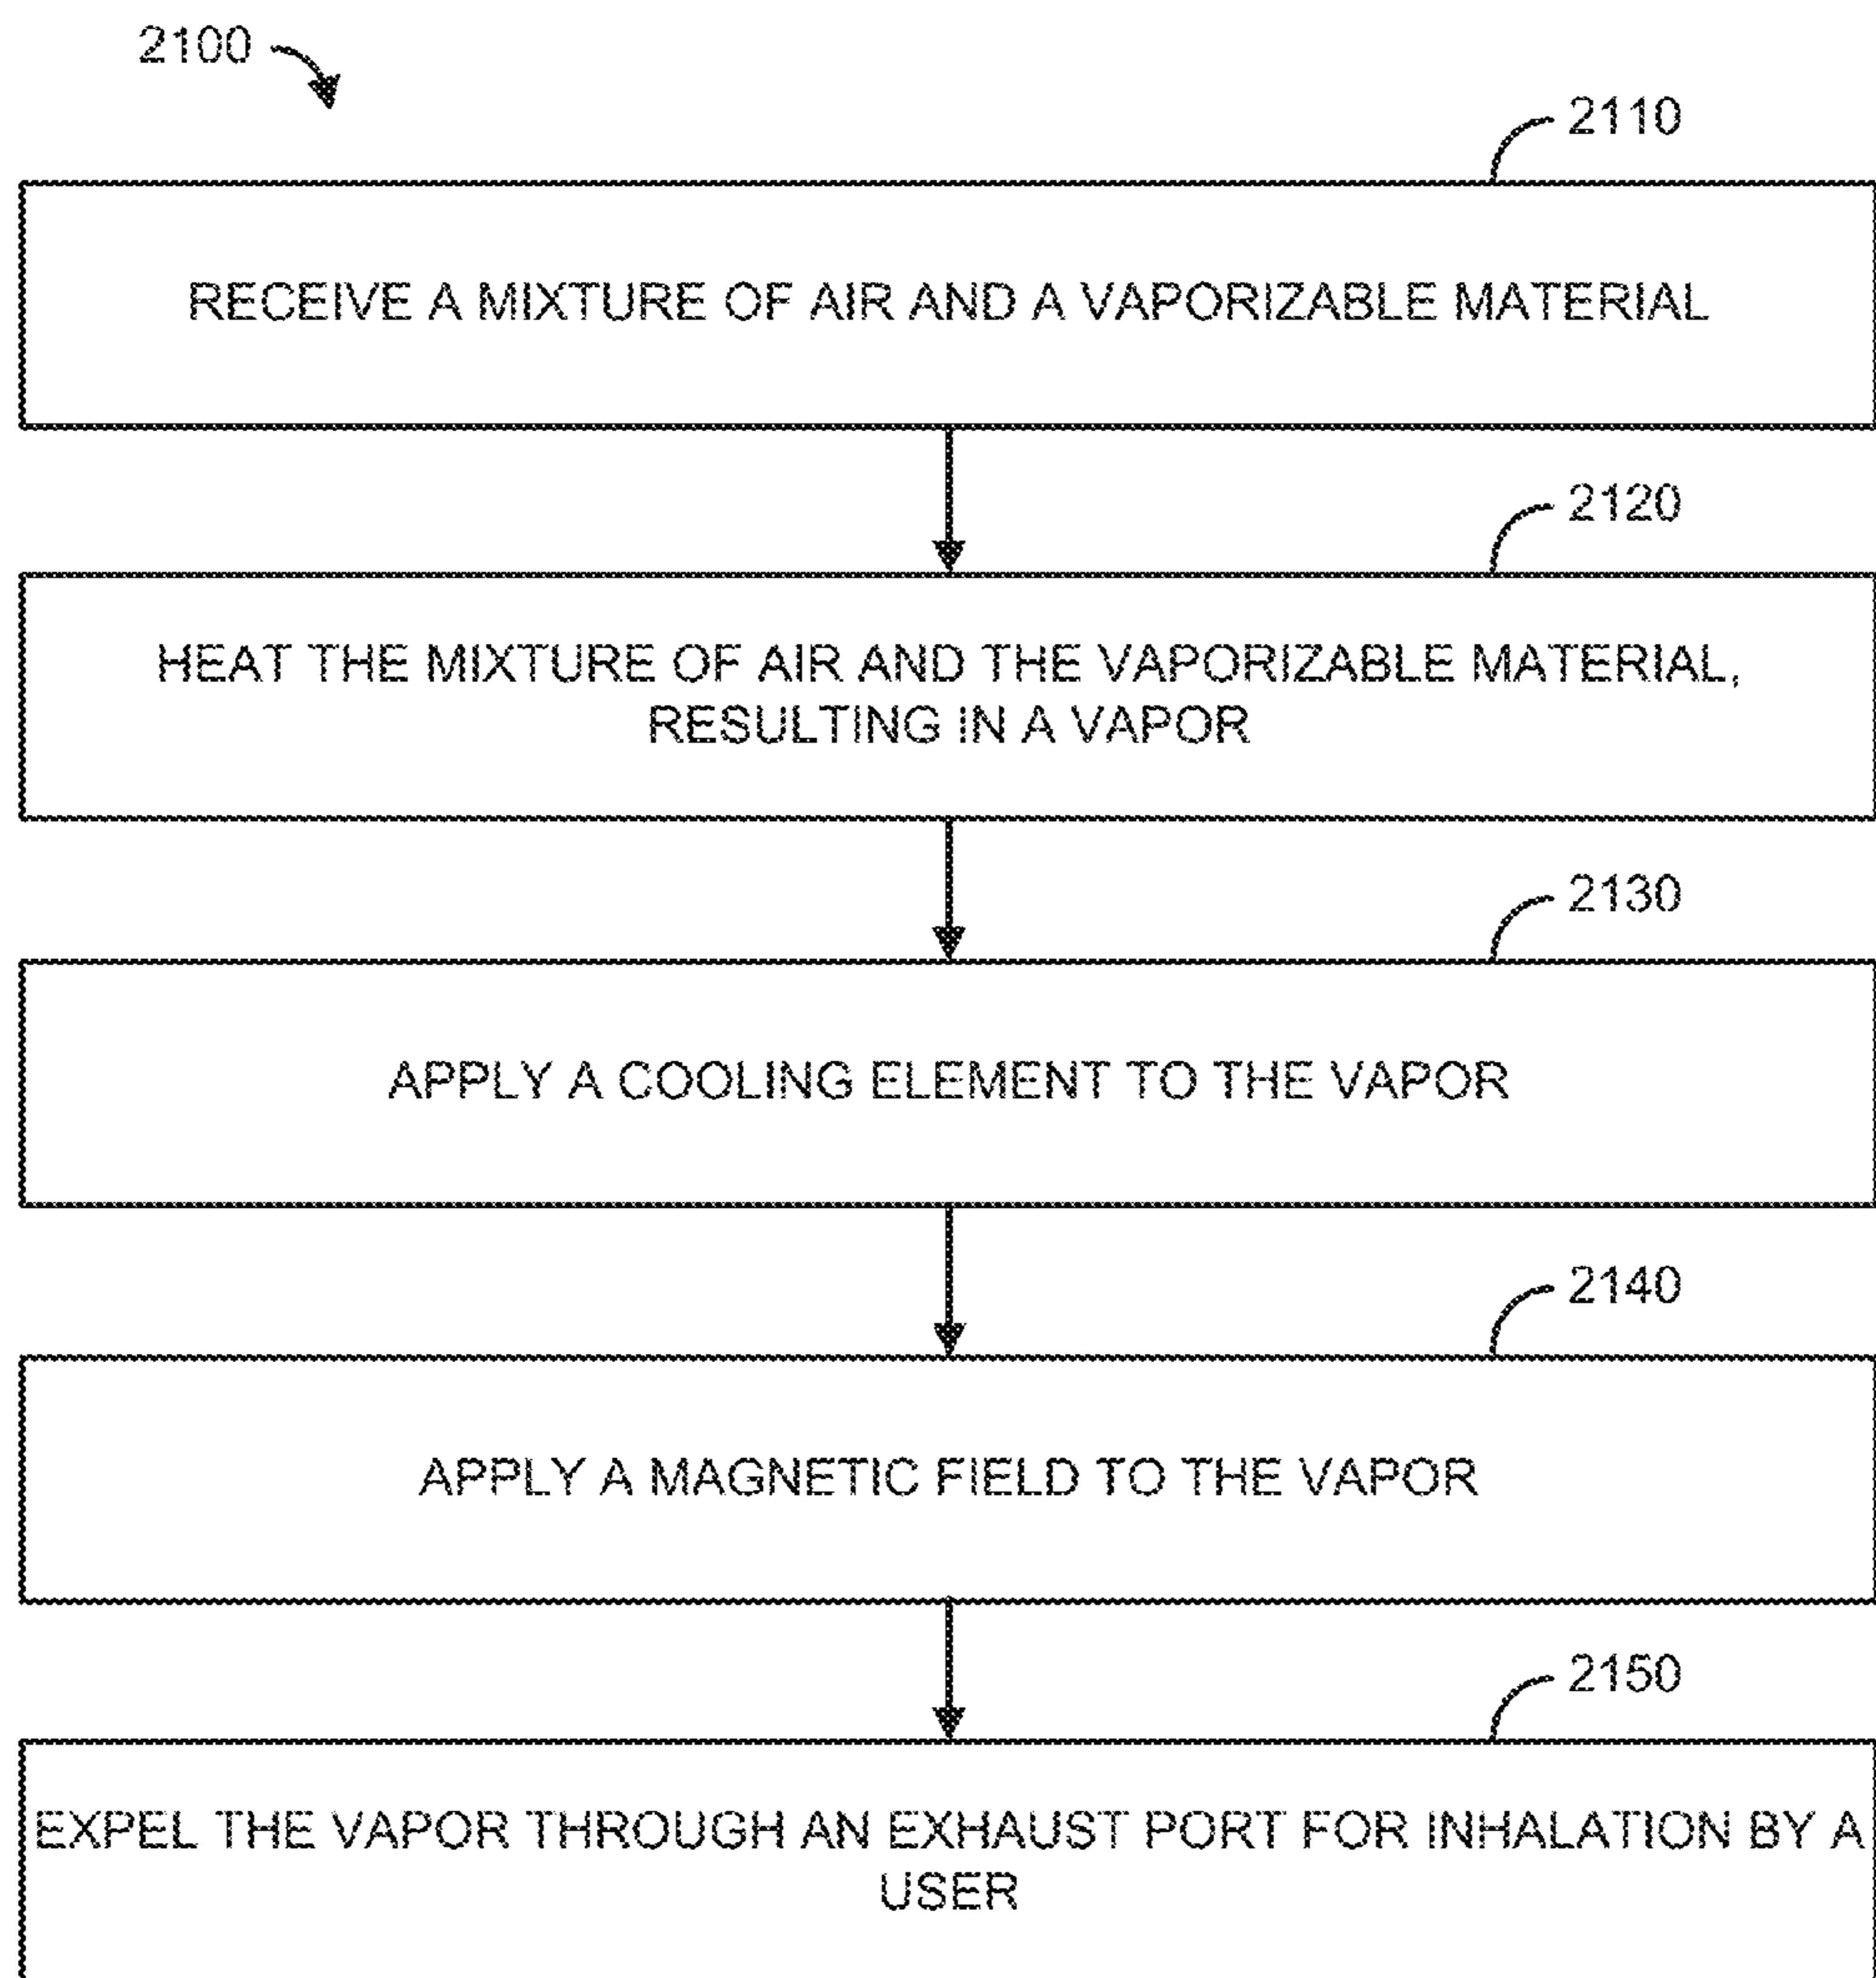 2100
2110
RECEIVE A MIXTURE OF AIR AND A VAPORIZABLE MATERIAL
2120
HEAT THE MIXTURE OF AIR AND THE VAPORIZABLE MATERIAL,
RESULTING IN A VAPOR
2130
APPLY A COOLING ELEMENT TO THE VAPOR
2140
APPLY A MAGNETIC FIELD TO THE VAPOR
2150
EXPEL THE VAPOR THROUGH AN EXHAUST PORT FOR INHALATION BY A
USER